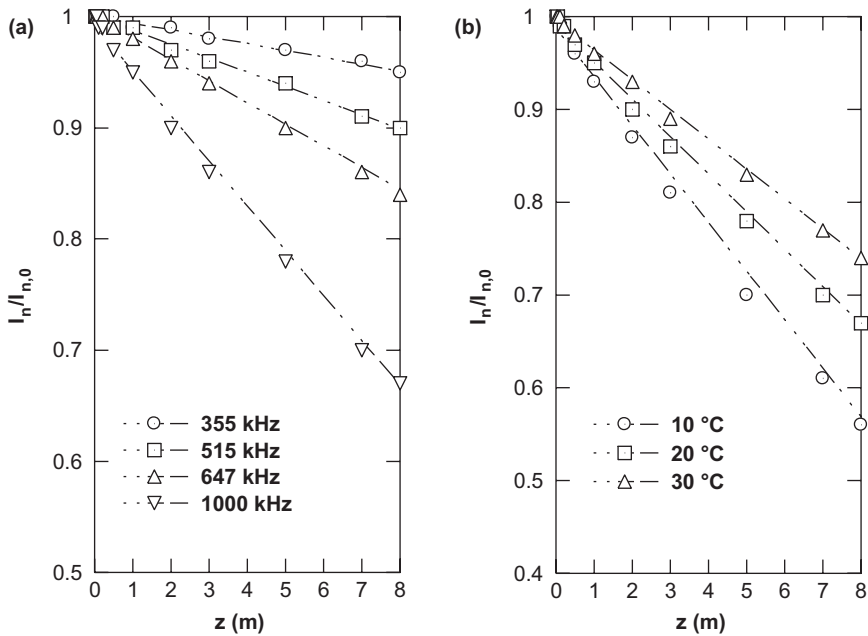 (a)
1
0.9
0.8
0.7
0.6
0.5
I_n/I_{n,0}
355 kHz
515 kHz
647 kHz
1000 kHz
0 1 2 3 4 5 6 7 8
z (m)
(b)
1
0.9
0.8
0.7
0.6
0.5
0.4
I_n/I_{n,0}
10 °C
20 °C
30 °C
0 1 2 3 4 5 6 7 8
z (m)